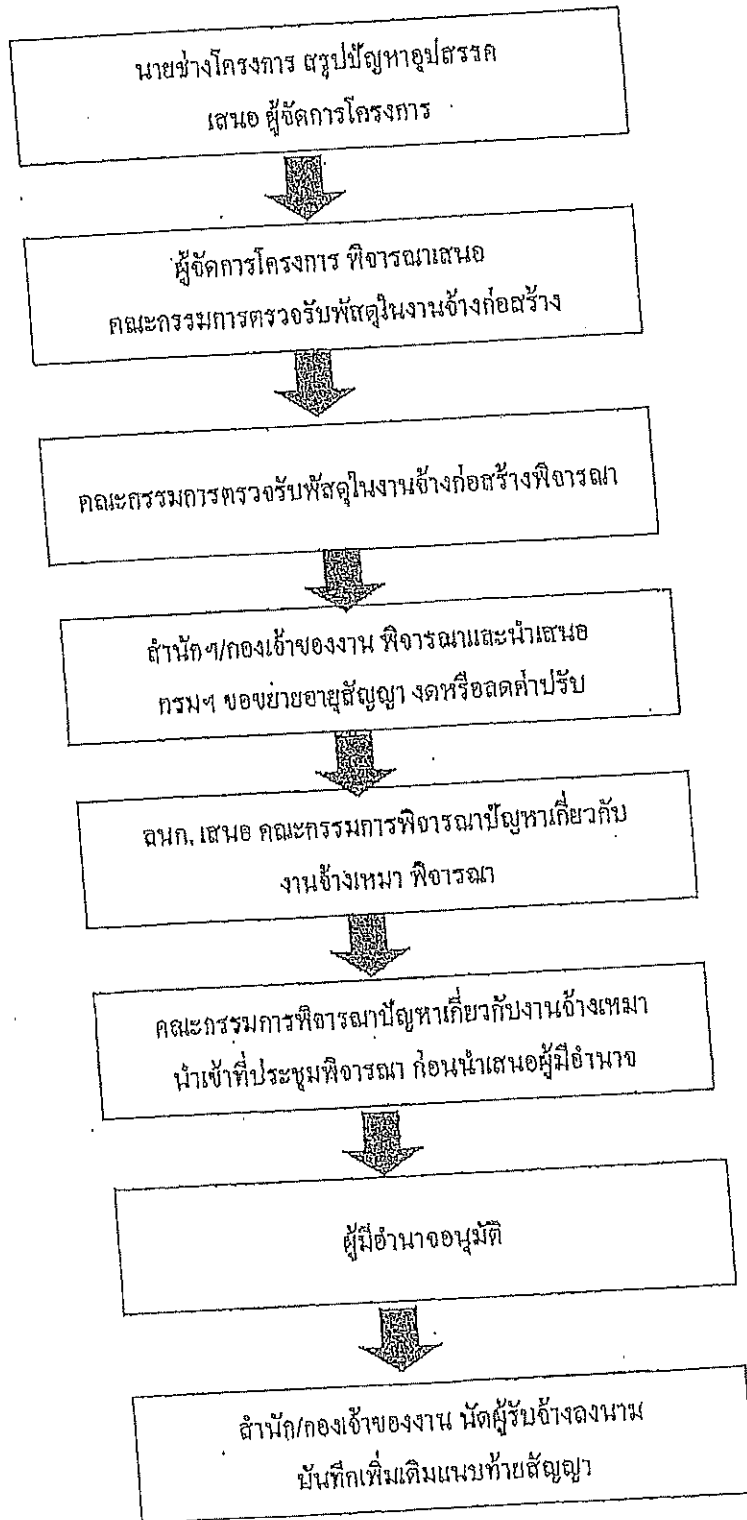 นายช่างโครงการ สรุปปัญหาอุปสรรค
เสนอ ผู้จัดการโครงการ
ผู้จัดการโครงการ พิจารณาเสนอ
คณะกรรมการตรวจรับพัสดุในงานจ้างก่อสร้าง
คณะกรรมการตรวจรับพัสดุในงานจ้างก่อสร้างพิจารณา
สำนักฯ/กองเจ้าของงาน พิจารณาและนำเสนอ
กรมฯ ขอขยายอายุสัญญา งดหรือลดค่าปรับ
ลนก. เสนอ คณะกรรมการพิจารณาปัญหาเกี่ยวกับ
งานจ้างเหมา พิจารณา
คณะกรรมการพิจารณาปัญหาเกี่ยวกับงานจ้างเหมา
นำเข้าที่ประชุมพิจารณา ก่อนนำเสนอผู้มีอำนาจ
ผู้มีอำนาจอนุมัติ
สำนัก/กองเจ้าของงาน นัดผู้รับจ้างลงนาม
บันทึกเพิ่มเติมแนบท้ายสัญญา